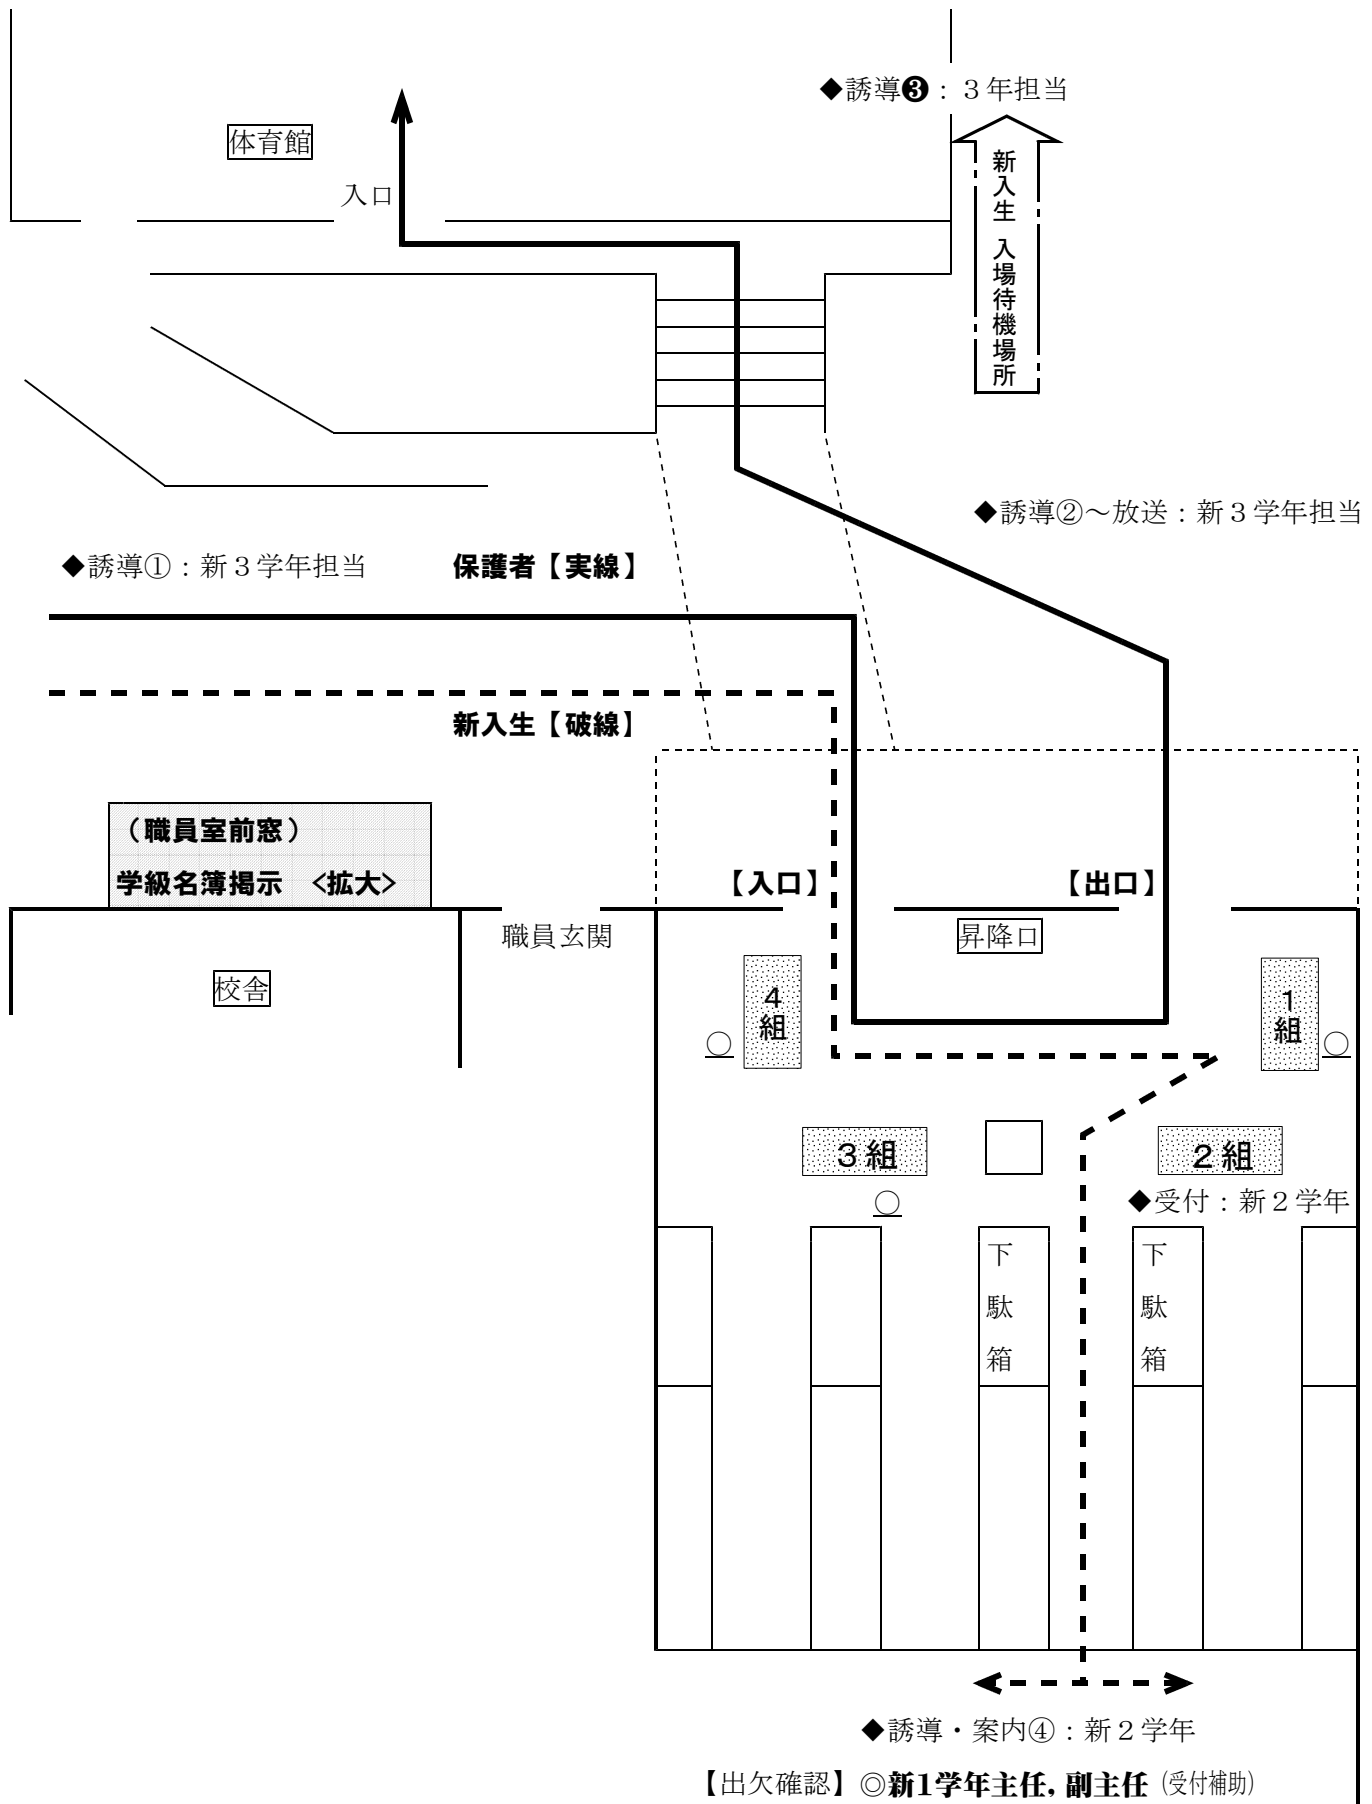 ◆誘導❸：３年担当
体育館
入口
新入生　入場待機場所
◆誘導②～放送：新３学年担当
◆誘導①：新３学年担当
保護者【実線】
新入生【破線】
（職員室前窓）
学級名簿掲示　<拡大>
【入口】
【出口】
職員玄関
昇降口
校舎
４組
１組
○
○
３組
２組
○
◆受付：新２学年
下駄箱
下駄箱
◆誘導・案内④：新２学年
【出欠確認】◎新1学年主任，副主任（受付補助）